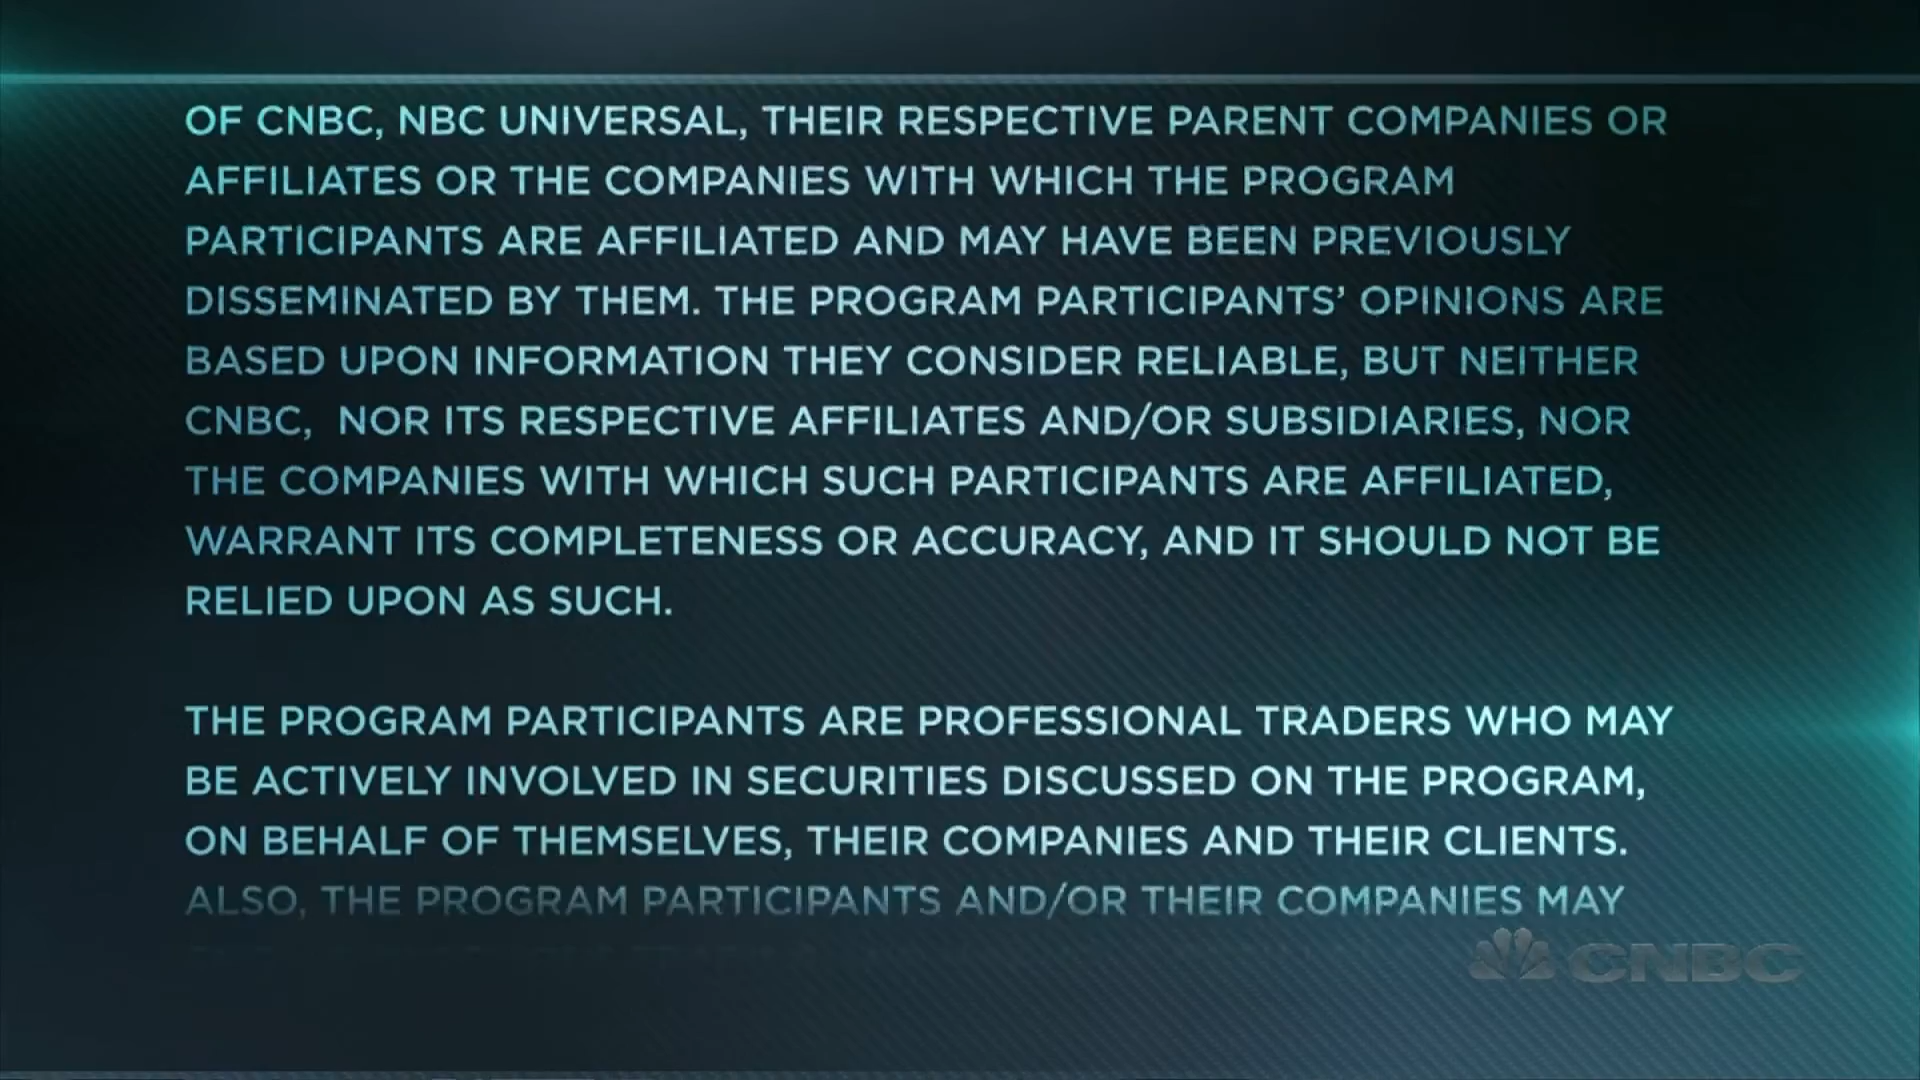 OF CNBC, NBC UNIVERSAL, THEIR RESPECTIVE PARENT COMPANIES OR
AFFILIATES OR THE COMPANIES WITH WHICH THE PROGRAM
PARTICIPANTS ARE AFFILIATED AND MAY HAVE BEEN PREVIOUSLY
DISSEMINATED BY THEM. THE PROGRAM PARTICIPANTS’ OPINIONS ARE
BASED UPON INFORMATION THEY CONSIDER RELIABLE, BUT NEITHER
CNBC,  NOR ITS RESPECTIVE AFFILIATES AND/OR SUBSIDIARIES, NOR
THE COMPANIES WITH WHICH SUCH PARTICIPANTS ARE AFFILIATED,
WARRANT ITS COMPLETENESS OR ACCURACY, AND IT SHOULD NOT BE
RELIED UPON AS SUCH.
THE PROGRAM PARTICIPANTS ARE PROFESSIONAL TRADERS WHO MAY
BE ACTIVELY INVOLVED IN SECURITIES DISCUSSED ON THE PROGRAM,
ON BEHALF OF THEMSELVES, THEIR COMPANIES AND THEIR CLIENTS.
ALSO, THE PROGRAM PARTICIPANTS AND/OR THEIR COMPANIES MAY
CNBC